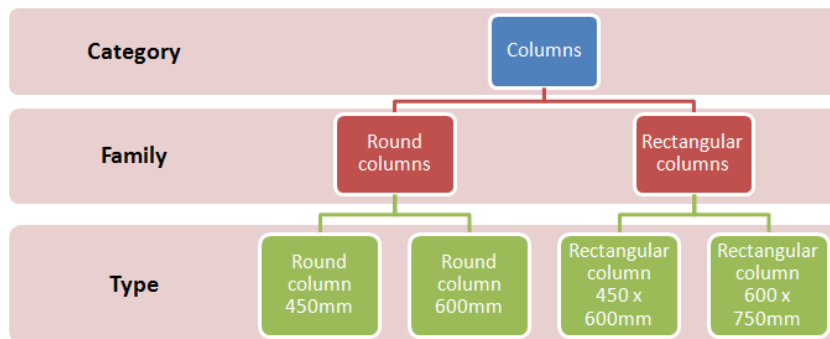 Category
Columns
Family
Round
columns
Rectangular
columns
Type
Round
column
450mm
Round
column
600mm
Rectangular
column
450 x
600mm
Rectangular
column
600 x
750mm